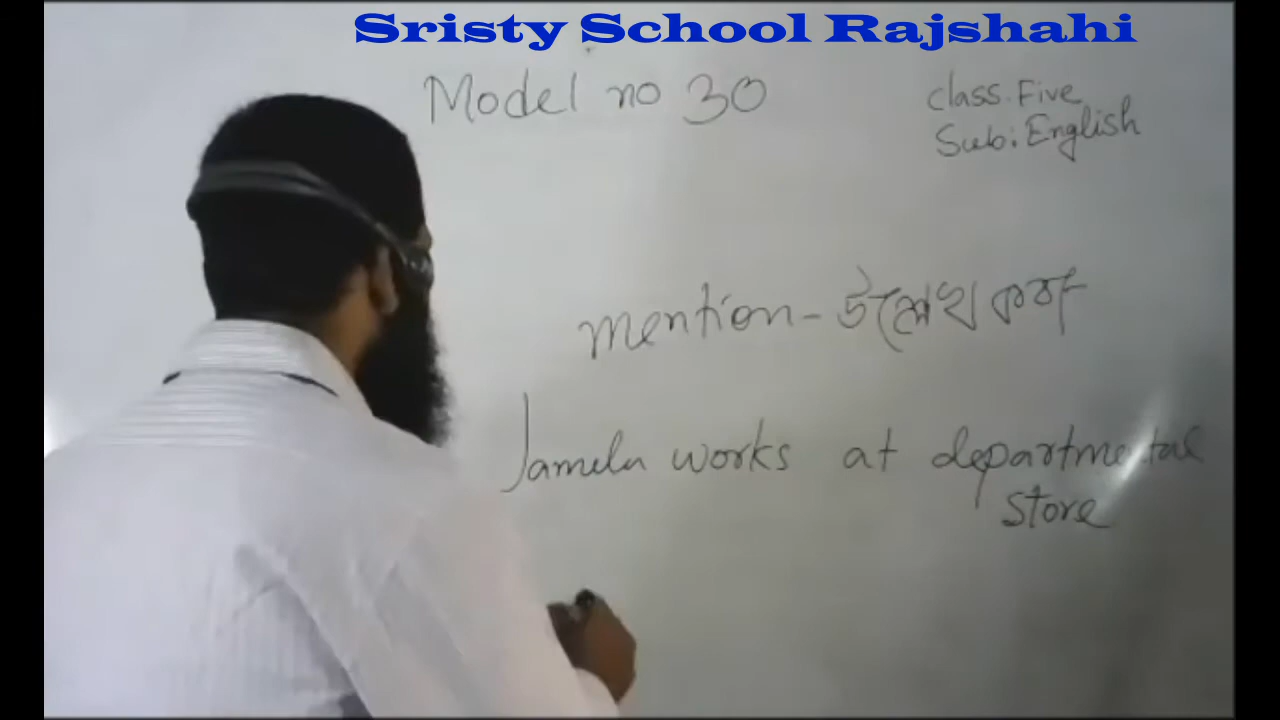 Sristy School Rajshahi
Model no 30
Class. Five
Sub: English
mention - উল্লেখ করা
Jamela works at departmental
store